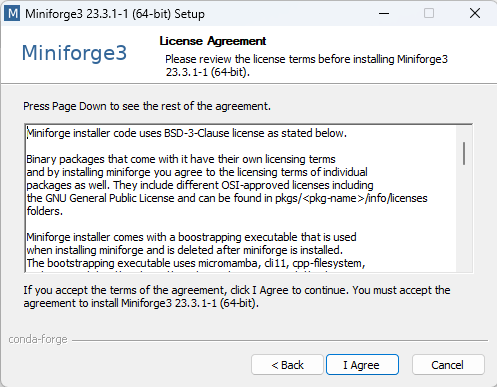 M Miniforge3 23.3.1-1 (64-bit) Setup
License Agreement
Please review the license terms before installing Miniforge3
23.3.1-1 (64-bit).
Miniforge3
Press Page Down to see the rest of the agreement.
Miniforge installer code uses BSD-3-Clause license as stated below.
Binary packages that come with it have their own licensing terms
and by installing miniforge you agree to the licensing terms of individual
packages as well. They include different OSI-approved licenses including
the GNU General Public License and can be found in pkgs/<pkg-name>/info/licenses
folders.
Miniforge installer comes with a boostrapping executable that is used
when installing miniforge and is deleted after miniforge is installed.
The bootstrapping executable uses micromamba, cli11, cpp-filesystem,
If you accept the terms of the agreement, click I Agree to continue. You must accept the
agreement to install Miniforge3 23.3.1-1 (64-bit).
conda-forge
< Back
I Agree
Cancel